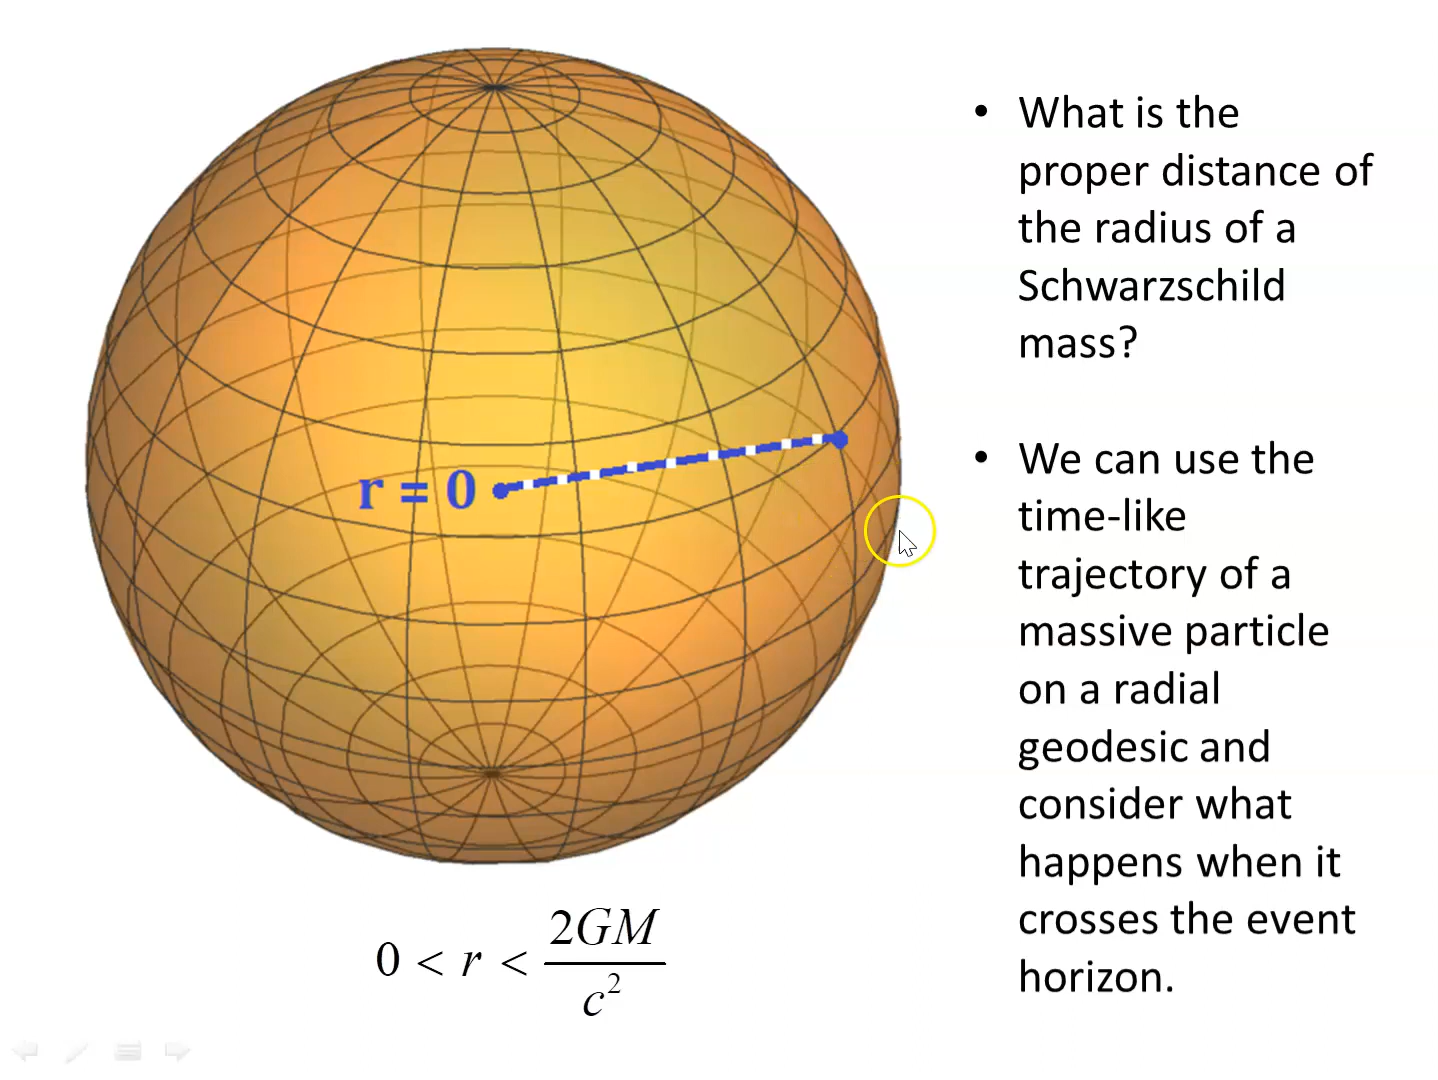 • What is the
proper distance of
the radius of a
Schwarzschild
mass?
• We can use the
time-like
trajectory of a
massive particle
on a radial
geodesic and
consider what
happens when it
crosses the event
horizon.
r = 0
0 < r < 2GM / c²